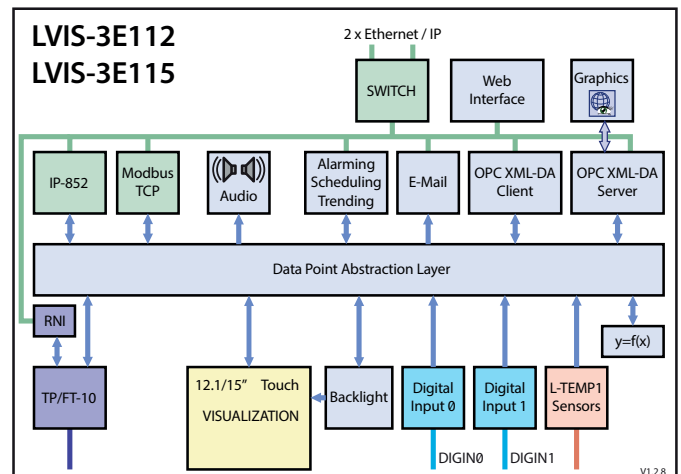 LVIS-3E112
LVIS-3E115
2 x Ethernet / IP
SWITCH
Web
Interface
Graphics
IP-852
Modbus
TCP
Audio
Alarming
Scheduling
Trending
E-Mail
OPC XML-DA
Client
OPC XML-DA
Server
Data Point Abstraction Layer
RNI
y=f(x)
TP/FT-10
12.1/15” Touch
VISUALIZATION
Backlight
Digital
Input 0
Digital
Input 1
L-TEMP1
Sensors
DIGIN0
DIGIN1
V1.2.8